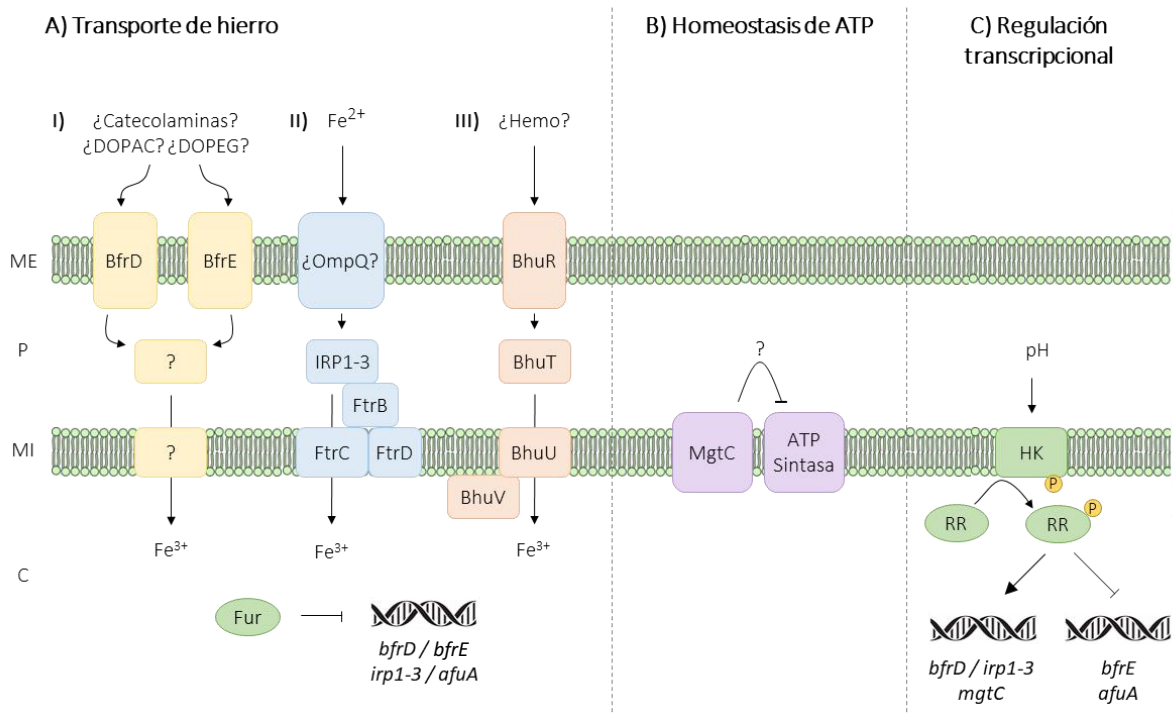 A) Transporte de hierro
B) Homeostasis de ATP
C) Regulación
transcripcional
I) ¿Catecolaminas?
¿DOPAC? ¿DOPEG?
II) Fe²⁺
III) ¿Hemo?
ME
BfrD
BfrE
¿OmpQ?
BhuR
P
?
IRP1-3
BhuT
?
pH
FtrB
MI
?
FtrC
FtrD
BhuU
MgtC
ATP
Sintasa
HK
BhuV
P
P
RR
RR
Fe³⁺
Fe³⁺
Fe³⁺
C
Fur
bfrD / bfrE
irp1-3 / afuA
bfrD / irp1-3
mgtC
bfrE
afuA